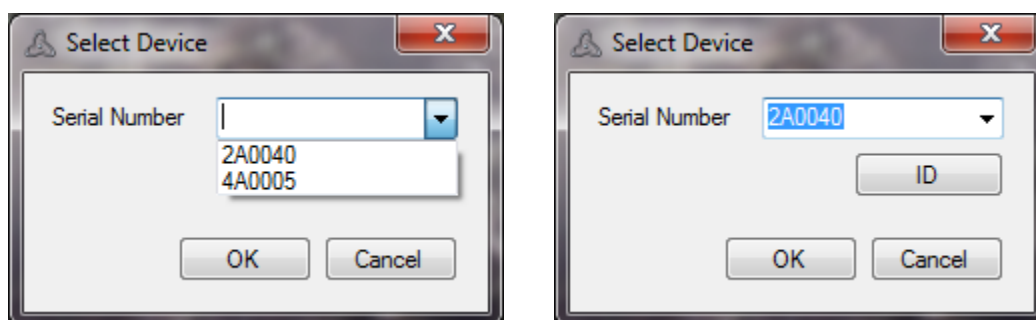 Select Device
Serial Number
2A0040
4A0005
OK Cancel
Select Device
Serial Number 2A0040
ID
OK Cancel